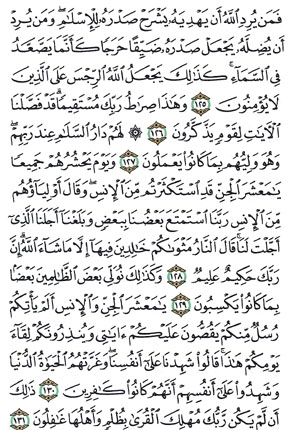 فَمَن يُرِدِ ٱللَّهُ أَن يَهْدِيَهُۥ يَشْرَحْ صَدْرَهُۥ لِلْإِسْلَٰمِ ۖ وَمَن يُرِدْ
أَن يُضِلَّهُۥ يَجْعَلْ صَدْرَهُۥ ضَيِّقًا حَرَجًا كَأَنَّمَا يَصَّعَّدُ
فِى ٱلسَّمَآءِ ۚ كَذَٰلِكَ يَجْعَلُ ٱللَّهُ ٱلرِّجْسَ عَلَى ٱلَّذِينَ
لَا يُؤْمِنُونَ ١٢٥ وَهَٰذَا صِرَٰطُ رَبِّكَ مُسْتَقِيمًا ۗ قَدْ فَصَّلْنَا
ٱلْءَايَٰتِ لِقَوْمٍ يَذَّكَّرُونَ ١٢٦ ۞ لَهُمْ دَارُ ٱلسَّلَٰمِ عِندَ رَبِّهِمْ ۖ
وَهُوَ وَلِيُّهُم بِمَا كَانُوا۟ يَعْمَلُونَ ١٢٧ وَيَوْمَ يَحْشُرُهُمْ جَمِيعًا
يَٰمَعْشَرَ ٱلْجِنِّ قَدِ ٱسْتَكْثَرْتُم مِّنَ ٱلْإِنسِ ۖ وَقَالَ أَوْلِيَآؤُهُم
مِّنَ ٱلْإِنسِ رَبَّنَا ٱسْتَمْتَعَ بَعْضُنَا بِبَعْضٍ وَبَلَغْنَآ أَجَلَنَا ٱلَّذِىٓ
أَجَّلْتَ لَنَا ۚ قَالَ ٱلنَّارُ مَثْوَىٰكُمْ خَٰلِدِينَ فِيهَآ إِلَّا مَا شَآءَ ٱللَّهُ ۗ إِنَّ
رَبَّكَ حَكِيمٌ عَلِيمٌ ١٢٨ وَكَذَٰلِكَ نُوَلِّى بَعْضَ ٱلظَّٰلِمِينَ بَعْضًۢا
بِمَا كَانُوا۟ يَكْسِبُونَ ١٢٩ يَٰمَعْشَرَ ٱلْجِنِّ وَٱلْإِنسِ أَلَمْ يَأْتِكُمْ
رُسُلٌ مِّنكُمْ يَقُصُّونَ عَلَيْكُمْ ءَايَٰتِى وَيُنذِرُونَكُمْ لِقَآءَ
يَوْمِكُمْ هَٰذَا ۚ قَالُوا۟ شَهِدْنَا عَلَىٰٓ أَنفُسِنَا ۖ وَغَرَّتْهُمُ ٱلْحَيَوٰةُ ٱلدُّنْيَا
وَشَهِدُوا۟ عَلَىٰٓ أَنفُسِهِمْ أَنَّهُمْ كَانُوا۟ كَٰفِرِينَ ١٣٠ ذَٰلِكَ
أَن لَّمْ يَكُن رَّبُّكَ مُهْلِكَ ٱلْقُرَىٰ بِظُلْمٍ وَأَهْلُهَا غَٰفِلُونَ ١٣١